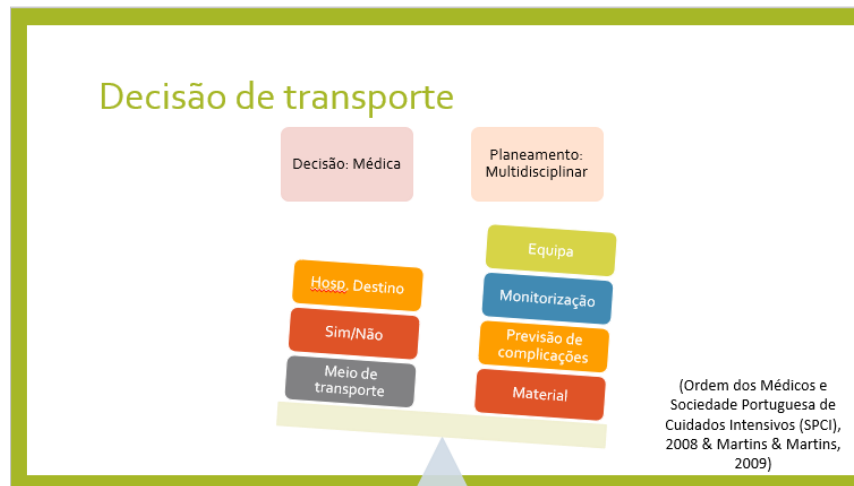 Decisão de transporte
Decisão: Médica
Planeamento:
Multidisplinar
Equipa
Hosp. Destino
Monitorização
Sim/Não
Previsão de
complicações
Meio de
transporte
Material
(Ordem dos Médicos e
Sociedade Portuguesa de
Cuidados Intensivos (SPCI),
2008 & Martins & Martins,
2009)